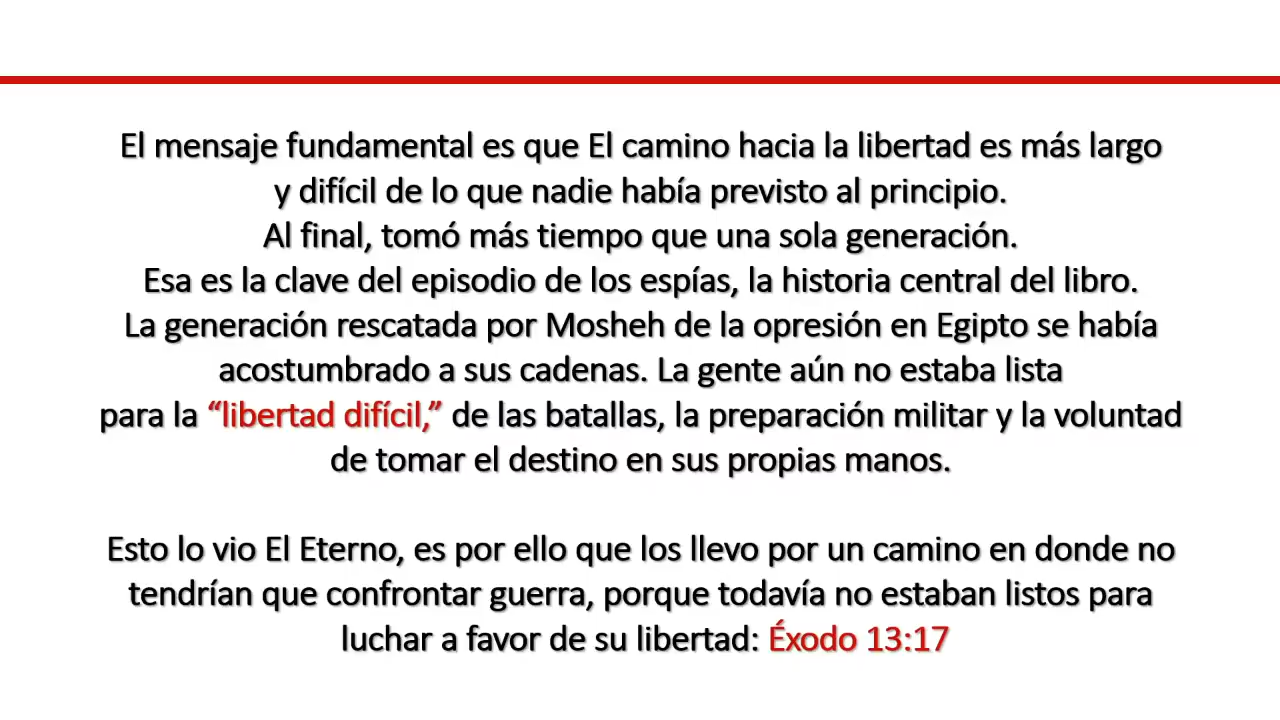 El mensaje fundamental es que El camino hacia la libertad es más largo
y difícil de lo que nadie había previsto al principio.
Al final, tomó más tiempo que una sola generación.
Esa es la clave del episodio de los espías, la historia central del libro.
La generación rescatada por Mosheh de la opresión en Egipto se había
acostumbrado a sus cadenas. La gente aún no estaba lista
para la “libertad difícil,” de las batallas, la preparación militar y la voluntad
de tomar el destino en sus propias manos.
Esto lo vio El Eterno, es por ello que los llevo por un camino en donde no
tendrían que confrontar guerra, porque todavía no estaban listos para
luchar a favor de su libertad: Éxodo 13:17